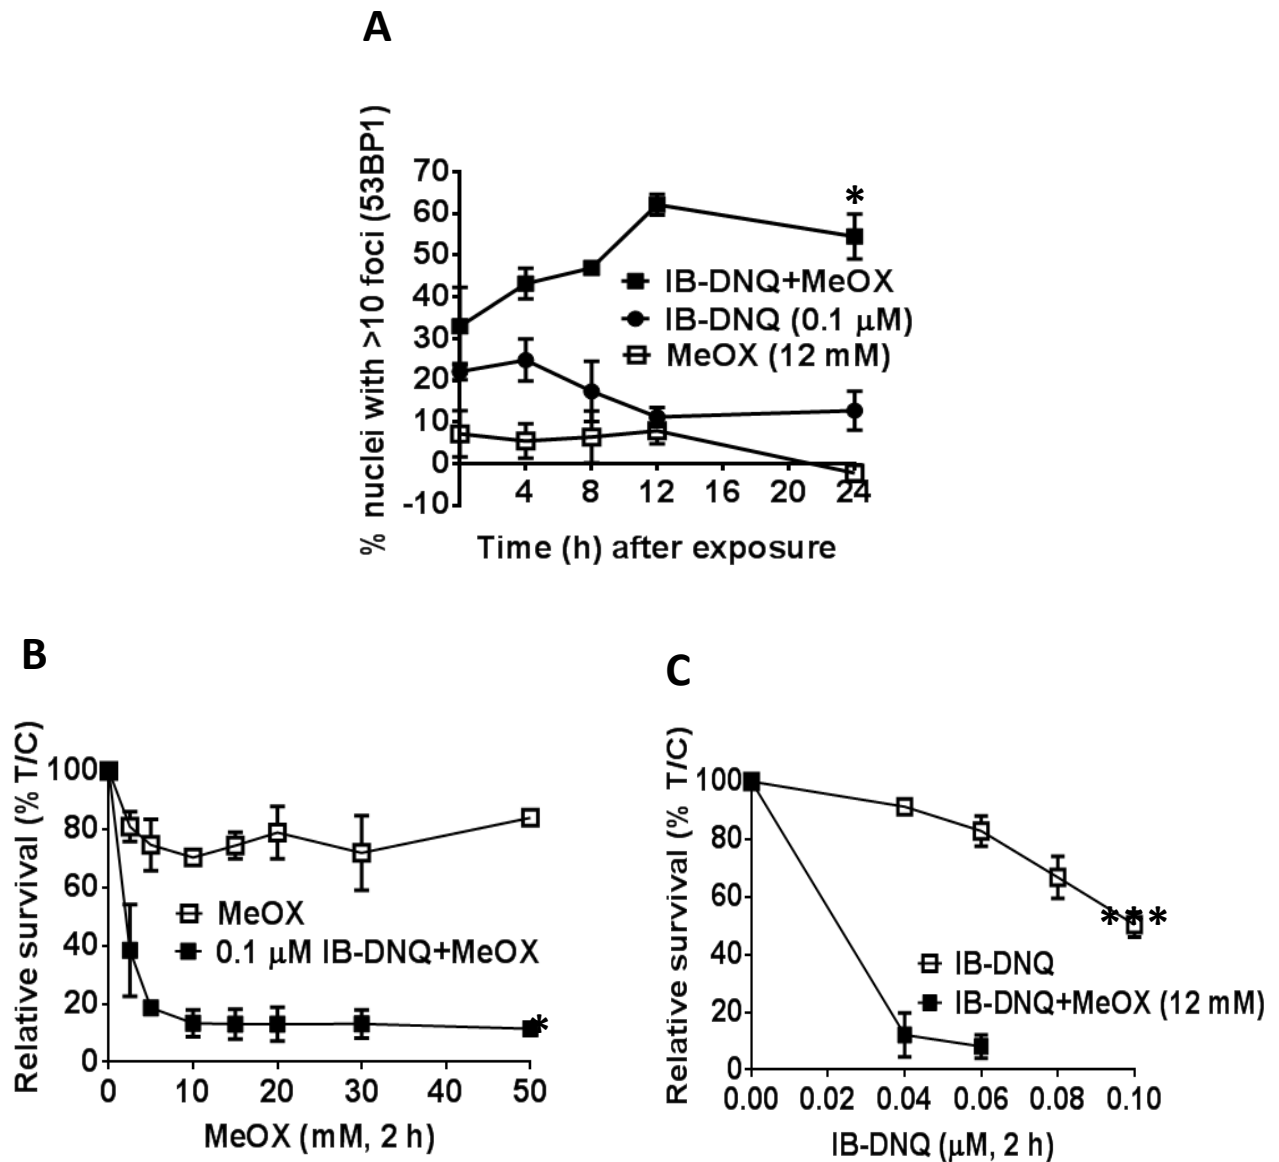 A
% nuclei with >10 foci (53BP1)
70
60
50
40
30
20
10
0
-10
*
IB-DNQ+MeOX
IB-DNQ (0.1 µM)
MeOX (12 mM)
4 8 12 16 20 24
Time (h) after exposure
B
Relative survival (% T/C)
100
80
60
40
20
0
MeOX
0.1 µM IB-DNQ+MeOX
*
0 10 20 30 40 50
MeOX (mM, 2 h)
C
Relative survival (% T/C)
100
80
60
40
20
0
***
IB-DNQ
IB-DNQ+MeOX (12 mM)
0.00 0.02 0.04 0.06 0.08 0.10
IB-DNQ (µM, 2 h)